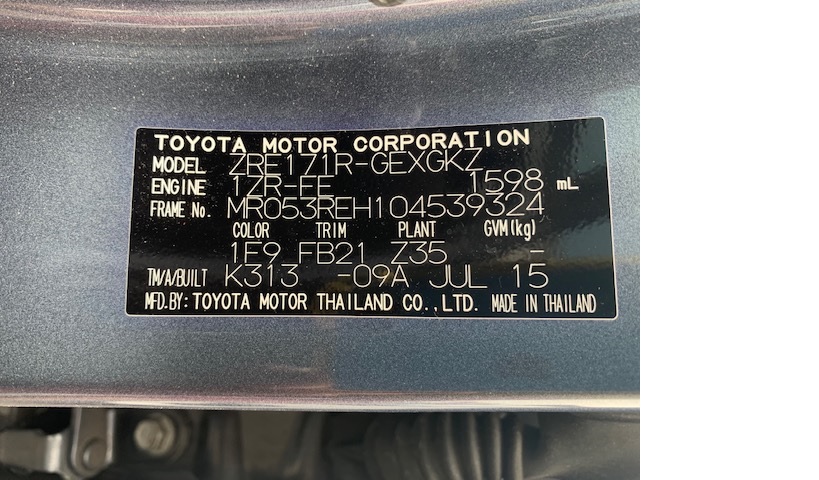 TOYOTA MOTOR CORPORATION
MODEL ZRE171R-GEXGKZ
ENGINE 1ZR-FE 1598 mL
FRAME No. MR053REH104539324
COLOR TRIM PLANT GVM(kg)
1E9 FB21 Z35 -
TM/A/BUILT K313 -09A JUL 15
MFD.BY: TOYOTA MOTOR THAILAND CO.,LTD. MADE IN THAILAND